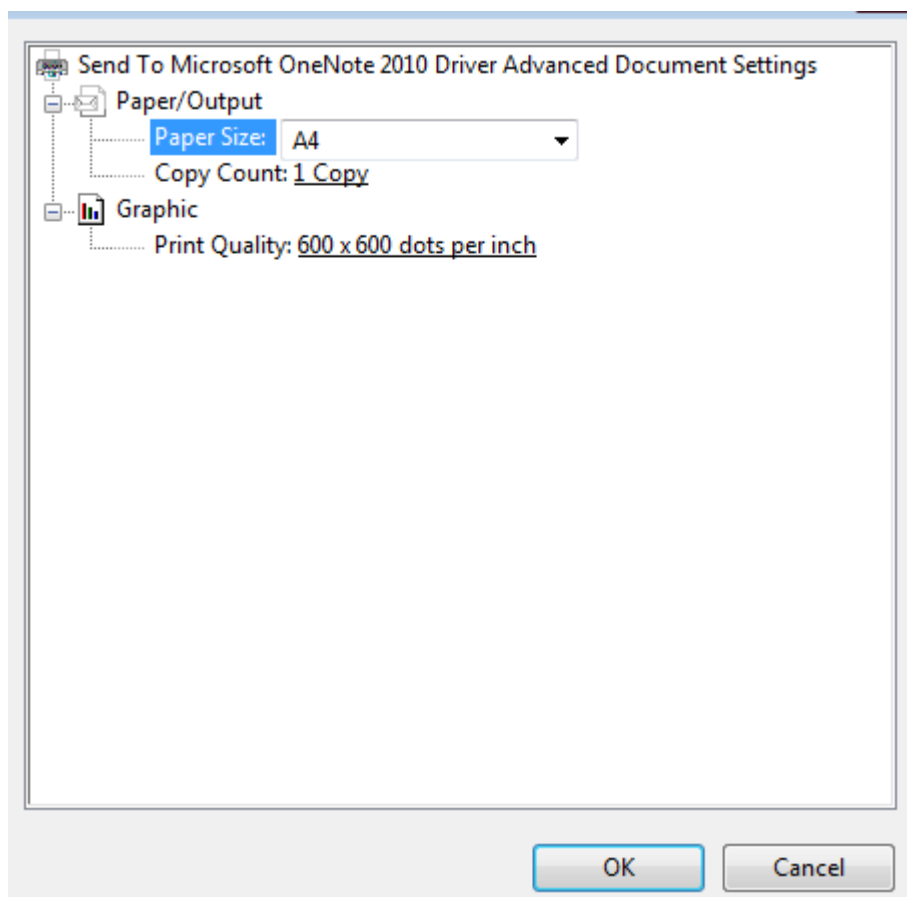 Send To Microsoft OneNote 2010 Driver Advanced Document Settings
Paper/Output
Paper Size: A4
Copy Count: 1 Copy
Graphic
Print Quality: 600 x 600 dots per inch
OK Cancel